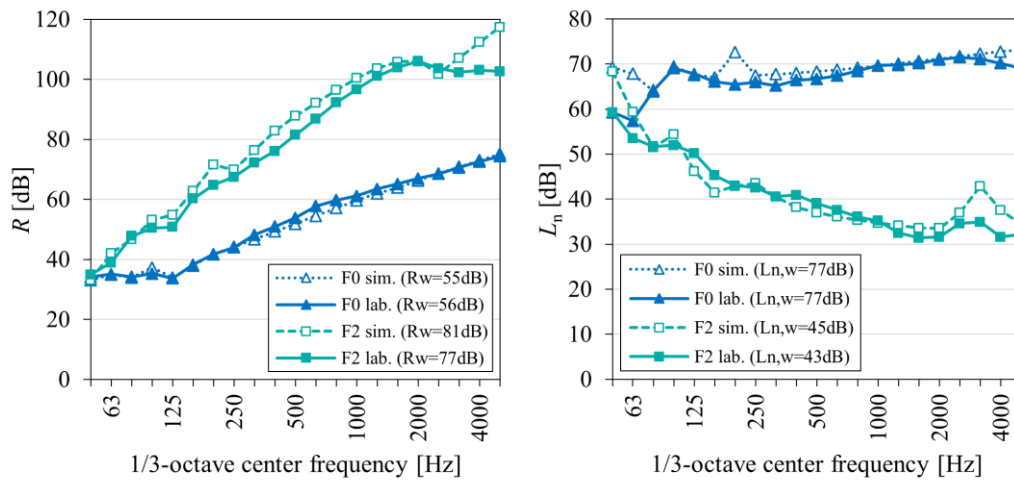 120
100
80
60
40
20
0
R [dB]
63
125
250
500
1000
2000
4000
1/3-octave center frequency [Hz]
F0 sim. (Rw=55dB)
F0 lab. (Rw=56dB)
F2 sim. (Rw=81dB)
F2 lab. (Rw=77dB)
80
70
60
50
40
30
20
10
0
Ln [dB]
63
125
250
500
1000
2000
4000
1/3-octave center frequency [Hz]
F0 sim. (Ln,w=77dB)
F0 lab. (Ln,w=77dB)
F2 sim. (Ln,w=45dB)
F2 lab. (Ln,w=43dB)